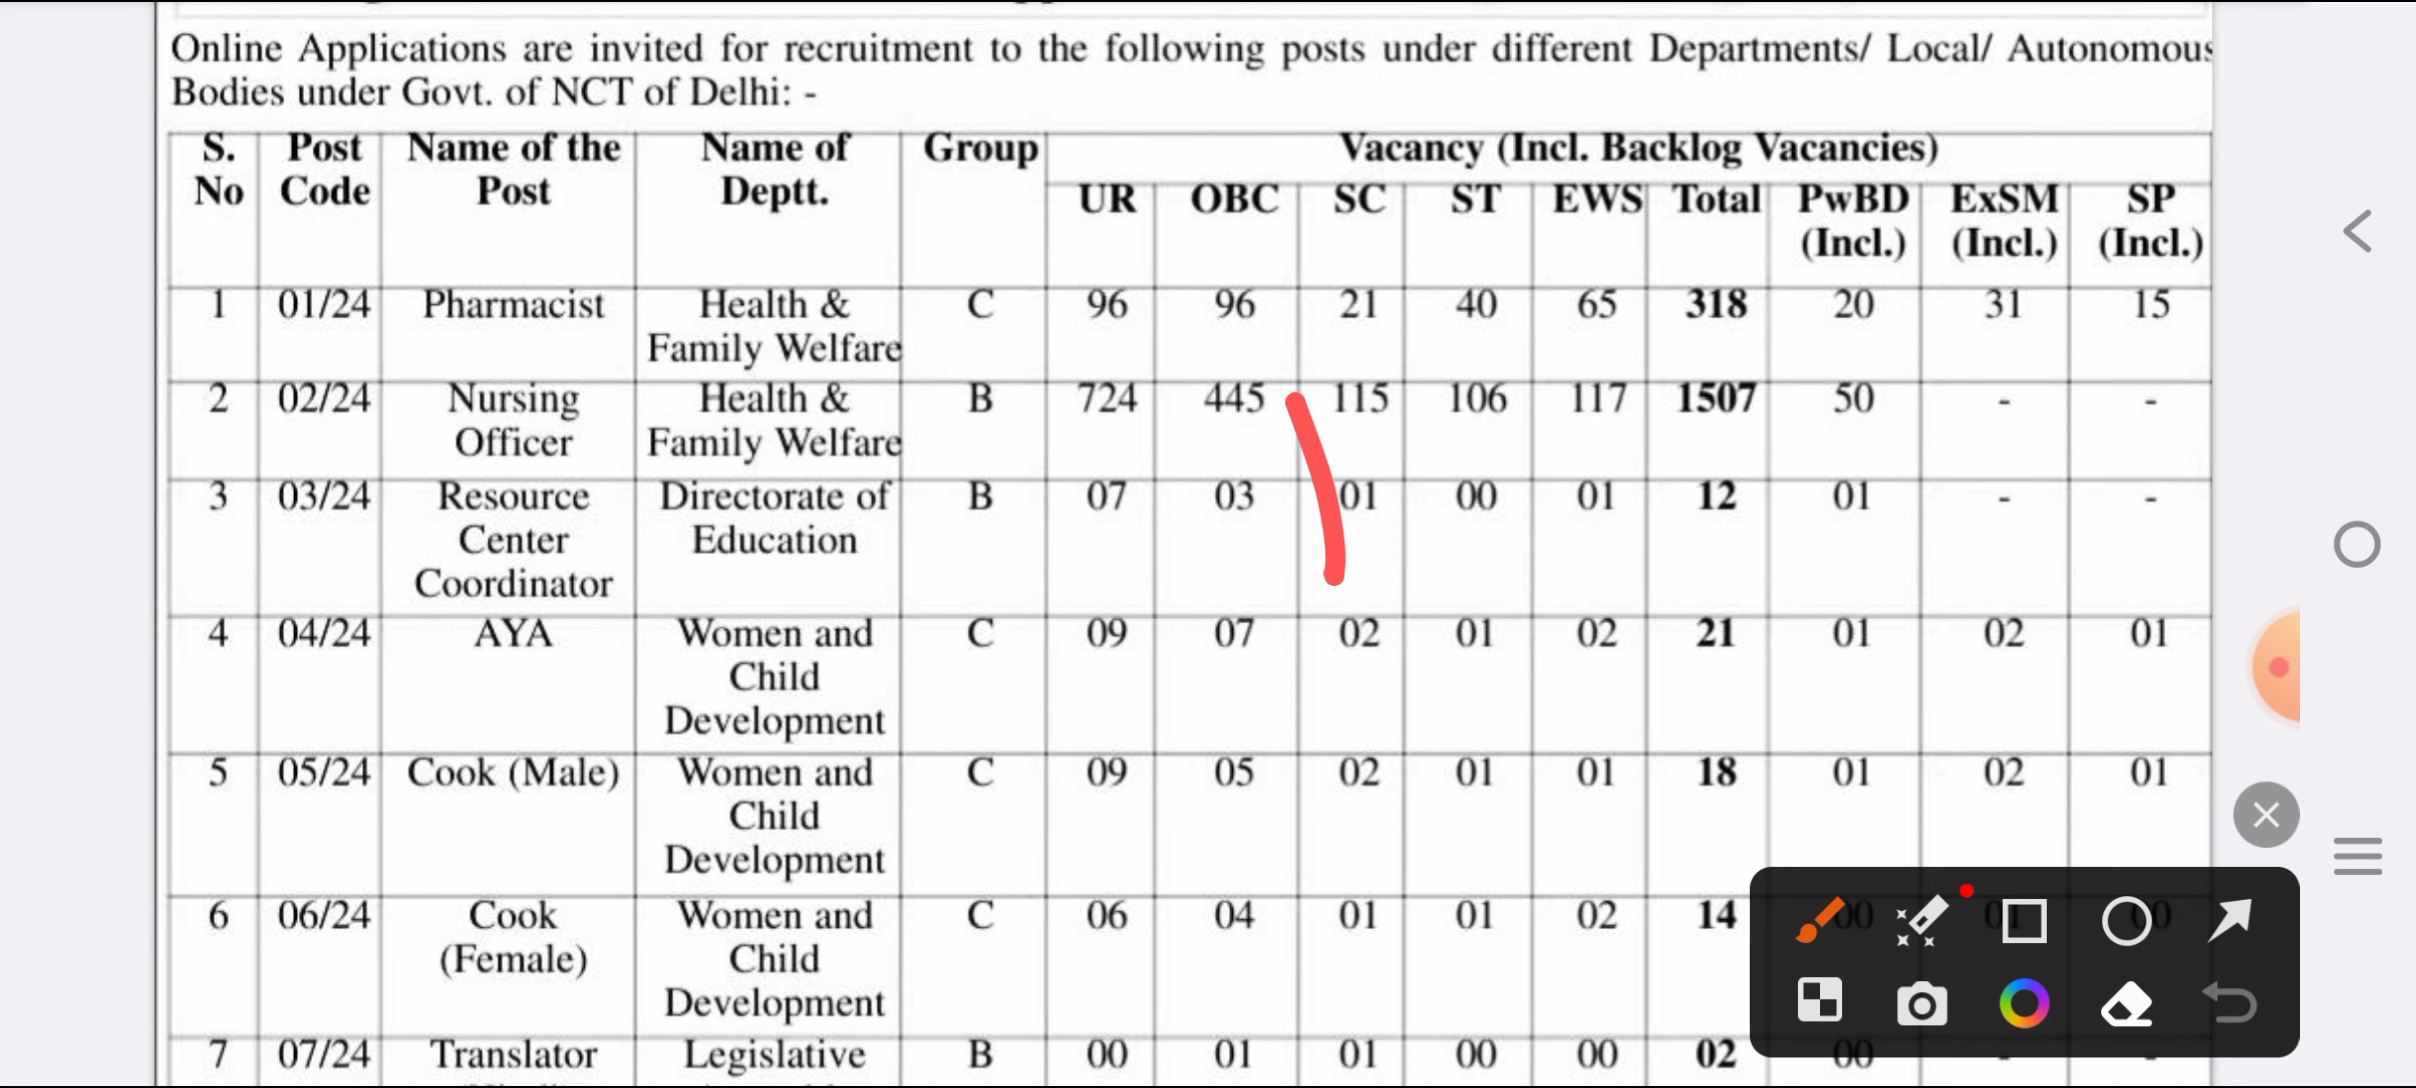 Online Applications are invited for recruitment to the following posts under different Departments/ Local/ Autonomous
Bodies under Govt. of NCT of Delhi: -
S. No | Post Code | Name of the Post | Name of Deptt. | Group | Vacancy (Incl. Backlog Vacancies)
UR | OBC | SC | ST | EWS | Total | PwBD (Incl.) | ExSM (Incl.) | SP (Incl.)
1 | 01/24 | Pharmacist | Health & Family Welfare | C | 96 | 96 | 21 | 40 | 65 | 318 | 20 | 31 | 15
2 | 02/24 | Nursing Officer | Health & Family Welfare | B | 724 | 445 | 115 | 106 | 117 | 1507 | 50 | - | -
3 | 03/24 | Resource Center Coordinator | Directorate of Education | B | 07 | 03 | 01 | 00 | 01 | 12 | 01 | - | -
4 | 04/24 | AYA | Women and Child Development | C | 09 | 07 | 02 | 01 | 02 | 21 | 01 | 02 | 01
5 | 05/24 | Cook (Male) | Women and Child Development | C | 09 | 05 | 02 | 01 | 01 | 18 | 01 | 02 | 01
6 | 06/24 | Cook (Female) | Women and Child Development | C | 06 | 04 | 01 | 01 | 02 | 14 | 00 | 01 | 00
7 | 07/24 | Translator | Legislative | B | 00 | 01 | 01 | 00 | 00 | 02 | 00 | - | -